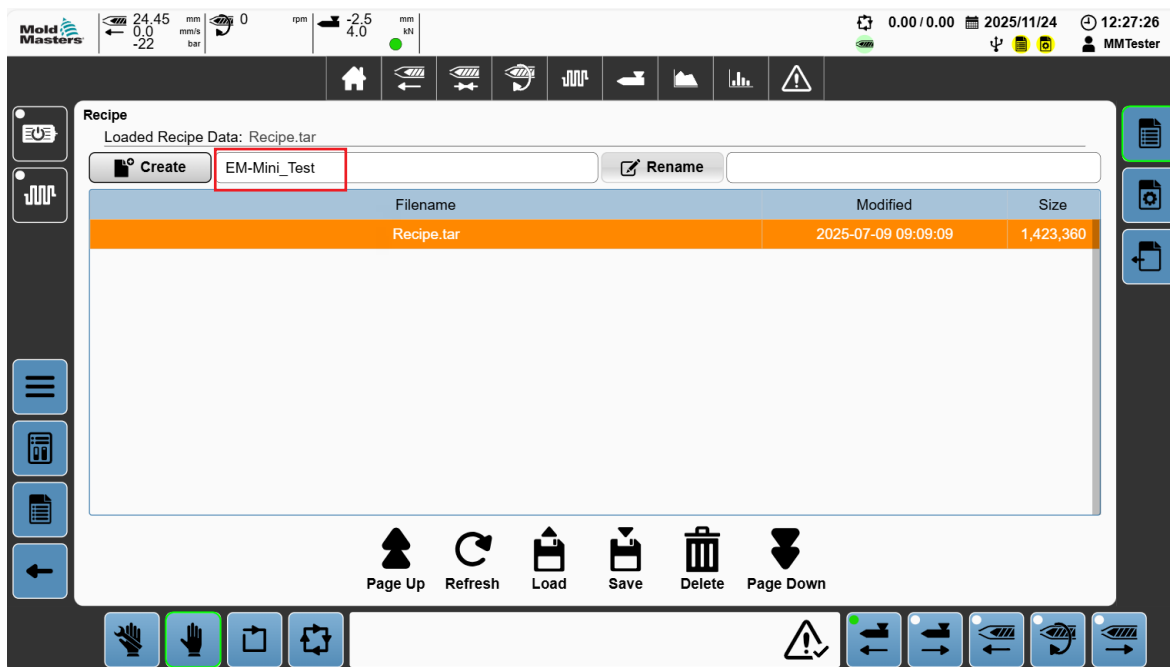 Mold Masters
24.45 mm
0.0 mm/s
-22 bar
0 rpm
-2.5 mm
4.0 kN
0.00 / 0.00
2025/11/24
12:27:26
MMTester
Recipe
Loaded Recipe Data: Recipe.tar
Create
EM-Mini_Test
Rename
Filename Modified Size
Recipe.tar 2025-07-09 09:09:09 1,423,360
Page Up Refresh Load Save Delete Page Down